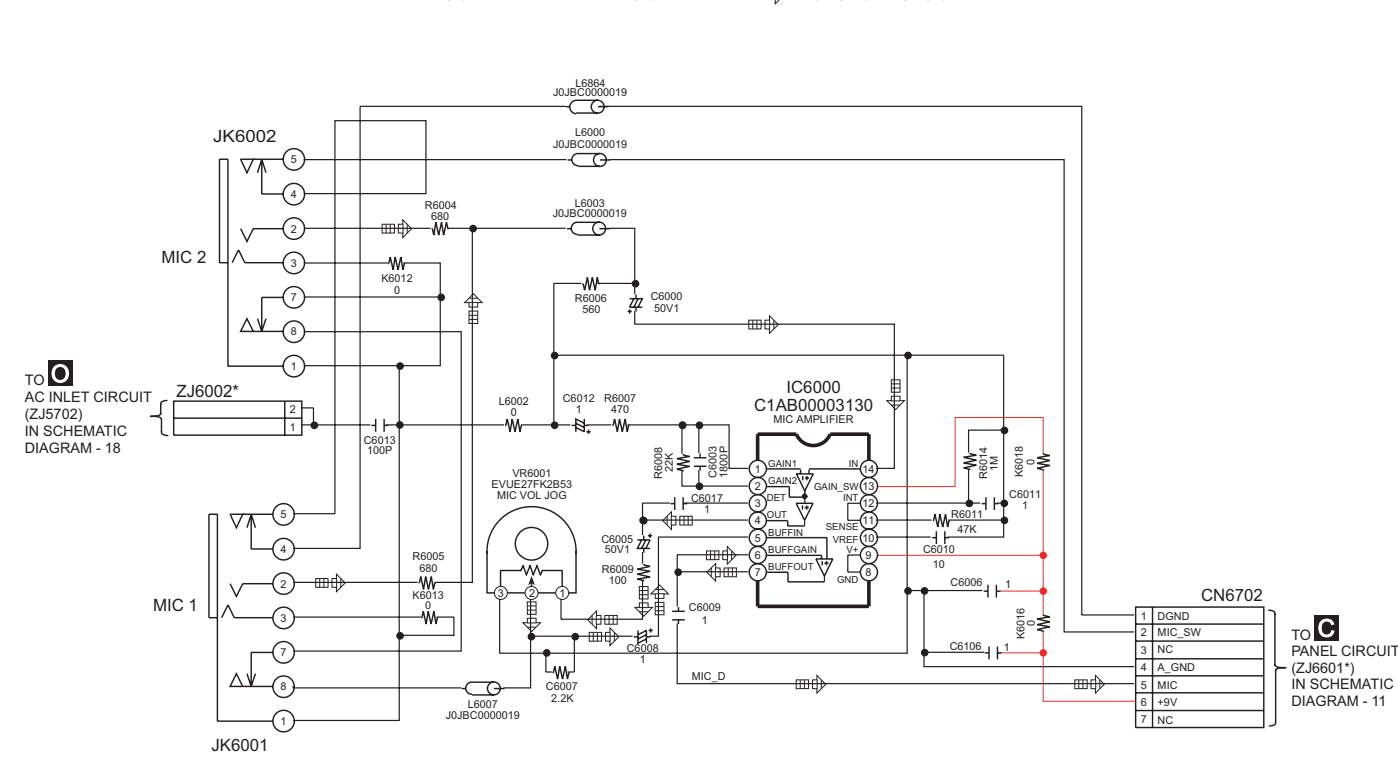 L6864
J0JBC0000019
JK6002
L6000
J0JBC0000019
5
4
R6004
680
L6003
J0JBC0000019
2
MIC 2
3
K6012
0
7
R6006
560
C6000
50V1
8
1
TO O
AC INLET CIRCUIT
(ZJ5702)
IN SCHEMATIC
DIAGRAM - 18
ZJ6002*
2
1
C6013
100P
L6002
0
C6012
1
R6007
470
IC6000
C1AB00003130
MIC AMPLIFIER
R6008
22K
C6003
1800P
1 GAIN1
2 GAIN2
3 DET
4 OUT
5 BUFFIN
6 BUFFGAIN
7 BUFFOUT
IN 14
GAIN_SW 13
INT 12
SENSE 11
VREF 10
V+ 9
GND 8
R6014
1M
K6018
0
C6011
1
R6011
47K
C6010
10
VR6001
EVUE27FK2B53
MIC VOL JOG
3
2
1
C6017
1
C6005
50V1
R6009
100
C6009
1
C6008
1
C6007
2.2K
C6006 1
K6016
0
C6106 1
5
4
R6005
680
2
K6013
0
MIC 1
3
7
8
L6007
J0JBC0000019
1
JK6001
MIC_D
CN6702
1 DGND
2 MIC_SW
3 NC
4 A_GND
5 MIC
6 +9V
7 NC
TO C
PANEL CIRCUIT
(ZJ6601*)
IN SCHEMATIC
DIAGRAM - 11